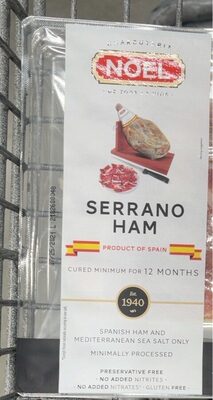 NOEL
SERRANO
HAM
PRODUCT OF SPAIN
CURED MINIMUM FOR 12 MONTHS
Est.
1940
SPANISH HAM AND
MEDITERRANEAN SEA SALT ONLY
MINIMALLY PROCESSED
PRESERVATIVE FREE
· NO ADDED NITRITES ·
· NO ADDED NITRATES* · GLUTEN FREE ·